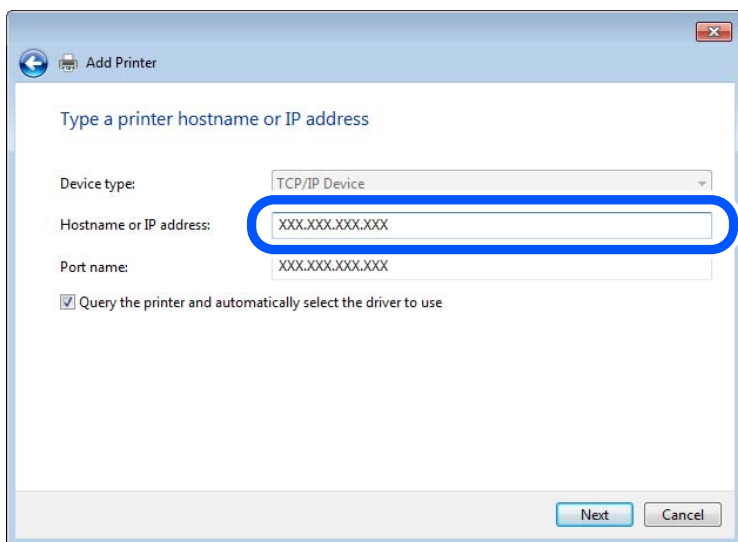 Add Printer
Type a printer hostname or IP address
Device type: TCP/IP Device
Hostname or IP address: XXX.XXX.XXX.XXX
Port name: XXX.XXX.XXX.XXX
Query the printer and automatically select the driver to use
Next Cancel